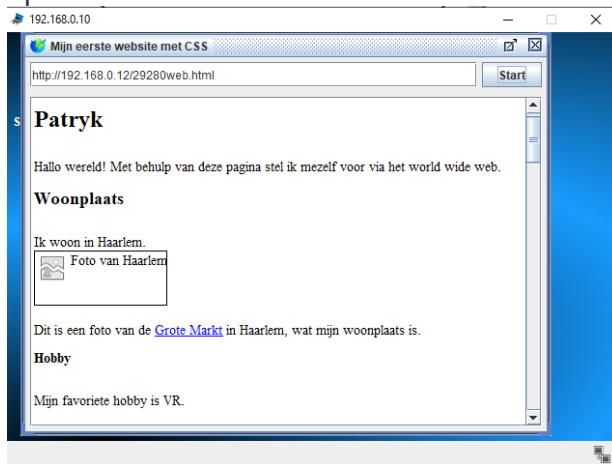 192.168.0.10
Mijn eerste website met CSS
http://192.168.0.12/29280web.html
Start
s
Patryk
Hallo wereld! Met behulp van deze pagina stel ik mezelf voor via het world wide web.
Woonplaats
Ik woon in Haarlem.
Foto van Haarlem
Dit is een foto van de Grote Markt in Haarlem, wat mijn woonplaats is.
Hobby
Mijn favoriete hobby is VR.